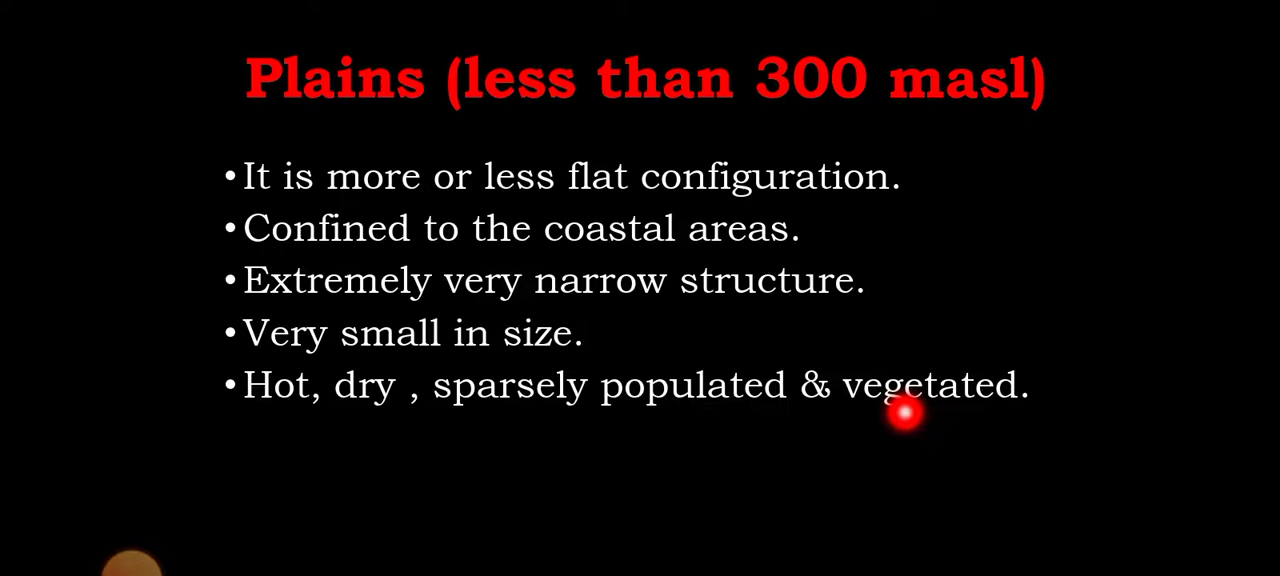 Plains (less than 300 masl)
•It is more or less flat configuration.
•Confined to the coastal areas.
•Extremely very narrow structure.
•Very small in size.
•Hot, dry , sparsely populated & vegetated.